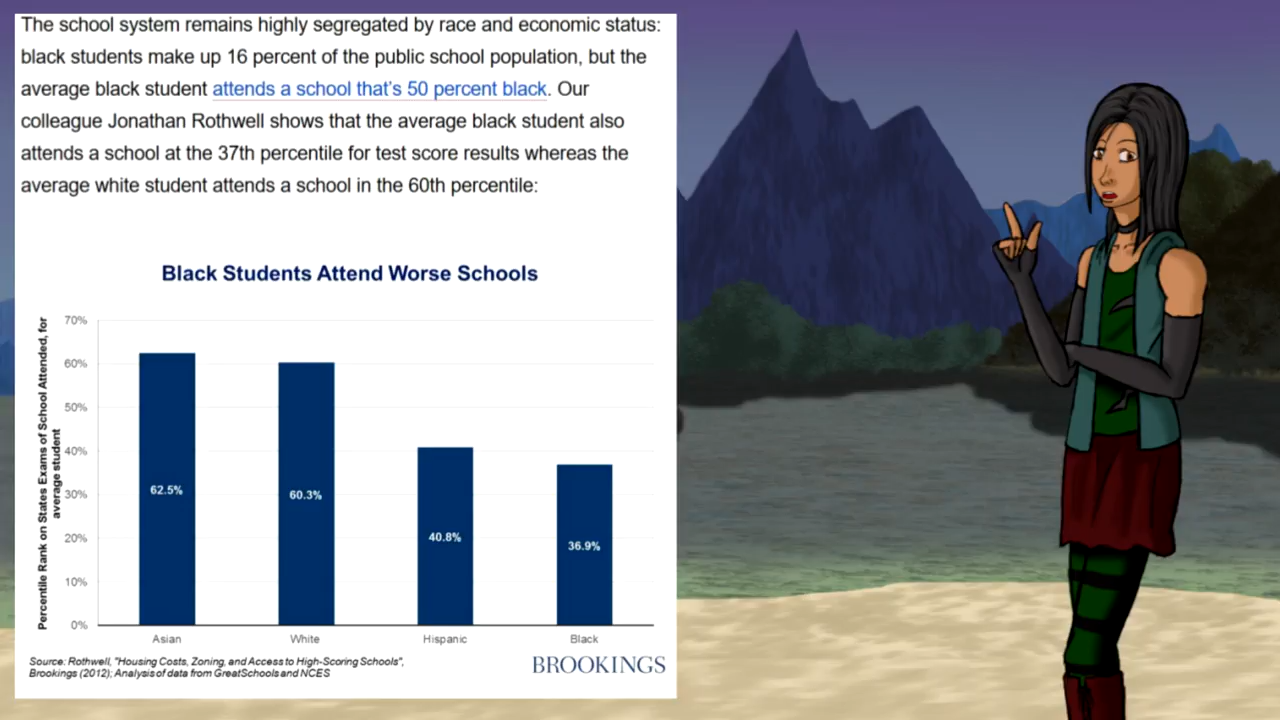 The school system remains highly segregated by race and economic status:
black students make up 16 percent of the public school population, but the
average black student attends a school that's 50 percent black. Our
colleague Jonathan Rothwell shows that the average black student also
attends a school at the 37th percentile for test score results whereas the
average white student attends a school in the 60th percentile:
Black Students Attend Worse Schools
Percentile Rank on States Exams of School Attended, for
average student
70%
60%
50%
40%
30%
20%
10%
0%
62.5%
60.3%
40.8%
36.9%
Asian
White
Hispanic
Black
Source: Rothwell, "Housing Costs, Zoning, and Access to High-Scoring Schools",
Brookings (2012); Analysis of data from GreatSchools and NCES
BROOKINGS